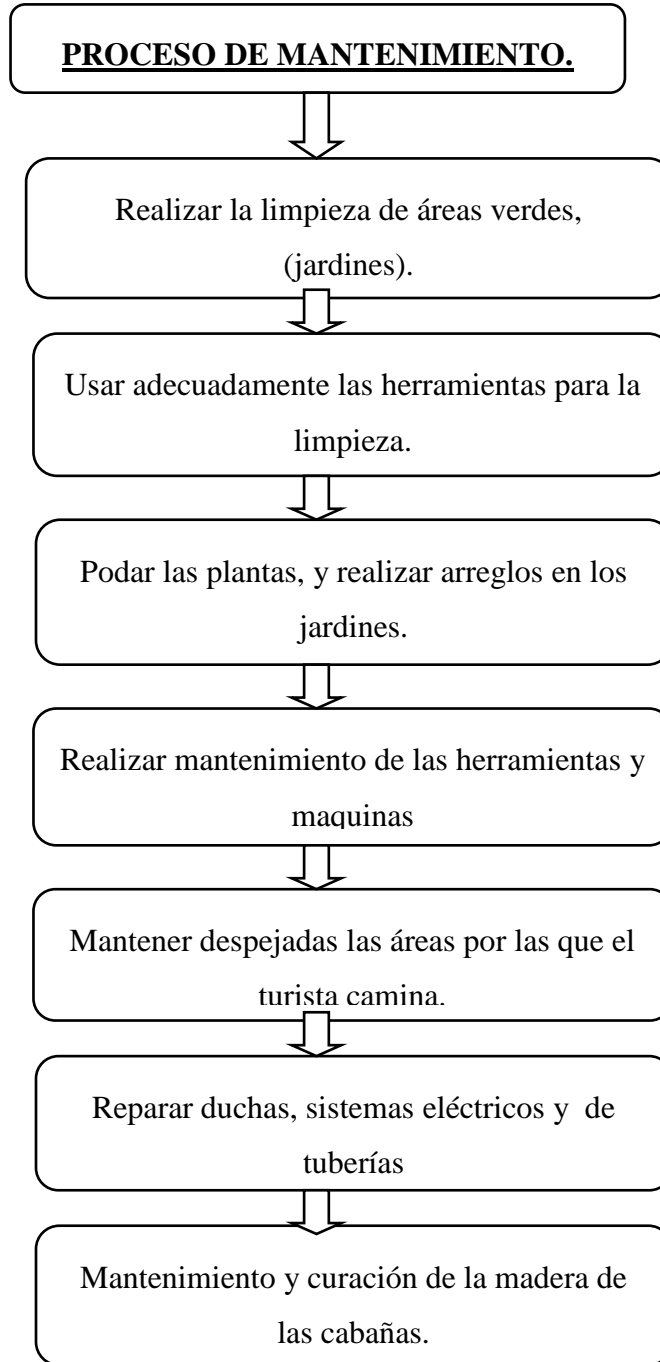 PROCESO DE MANTENIMIENTO.
Realizar la limpieza de áreas verdes,
(jardines).
Usar adecuadamente las herramientas para la
limpieza.
Podar las plantas, y realizar arreglos en los
jardines.
Realizar mantenimiento de las herramientas y
maquinas
Mantener despejadas las áreas por las que el
turista camina.
Reparar duchas, sistemas eléctricos y de
tuberías
Mantenimiento y curación de la madera de
las cabañas.